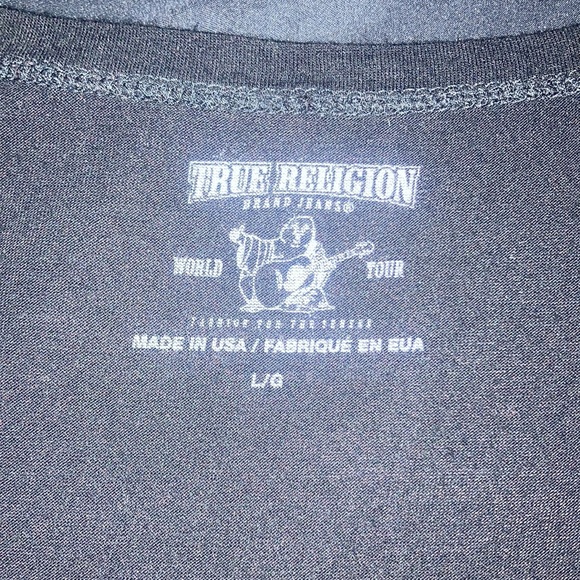 TRUE RELIGION
BRAND JEANS®
WORLD TOUR
FASHION FOR THE SENSES
MADE IN USA / FABRIQUÉ EN EUA
L/G